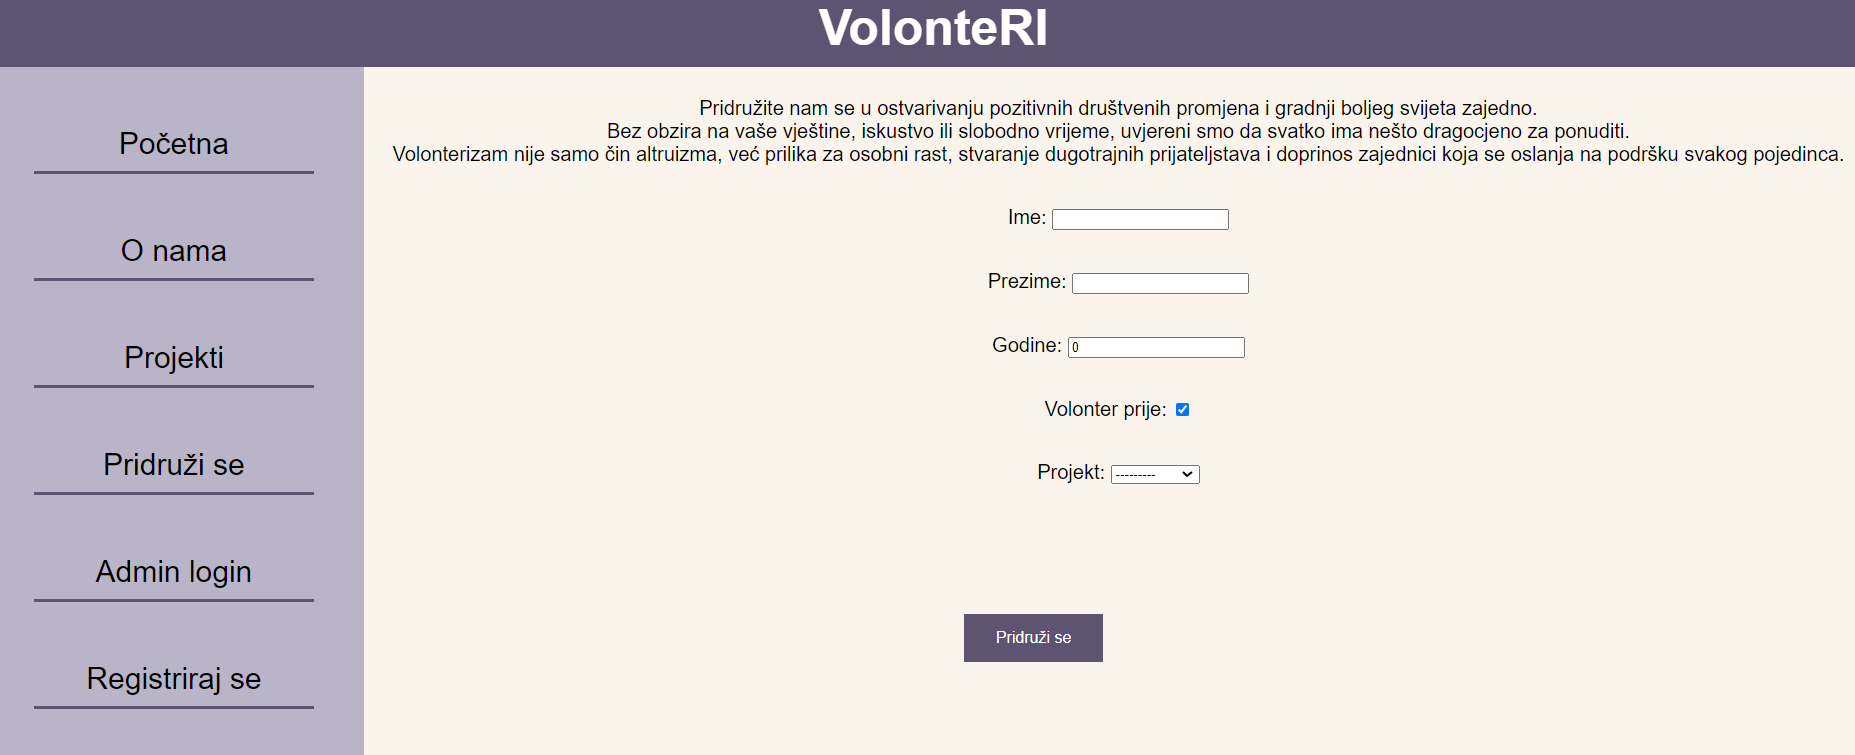 VolonteRI
Početna
O nama
Projekti
Pridruži se
Admin login
Registriraj se
Pridružite nam se u ostvarivanju pozitivnih društvenih promjena i gradnji boljeg svijeta zajedno.
Bez obzira na vaše vještine, iskustvo ili slobodno vrijeme, uvjereni smo da svatko ima nešto dragocjeno za ponuditi.
Volonterizam nije samo čin altruizma, već prilika za osobni rast, stvaranje dugotrajnih prijateljstava i doprinos zajednici koja se oslanja na podršku svakog pojedinca.
Ime:
Prezime:
Godine: 0
Volonter prije:
Projekt: ---------
Pridruži se